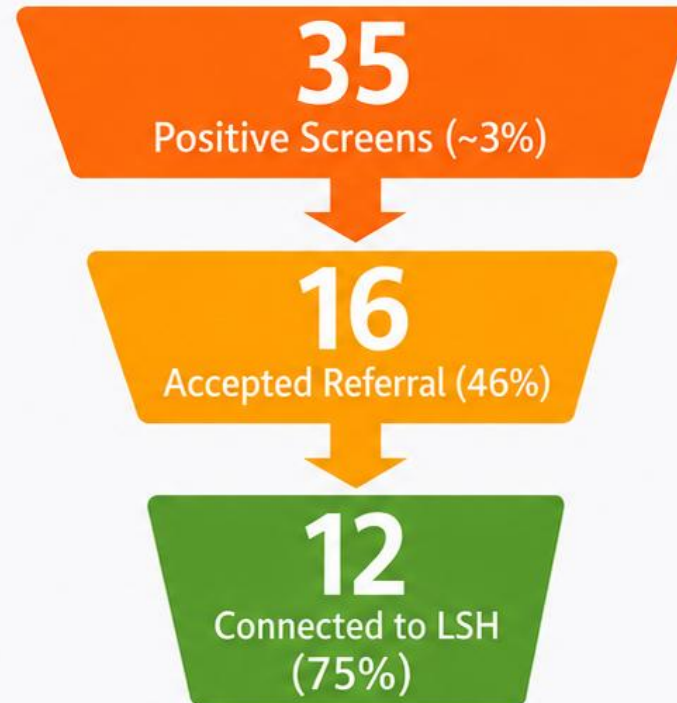 35
Positive Screens (~3%)
16
Accepted Referral (46%)
12
Connected to LSH
(75%)